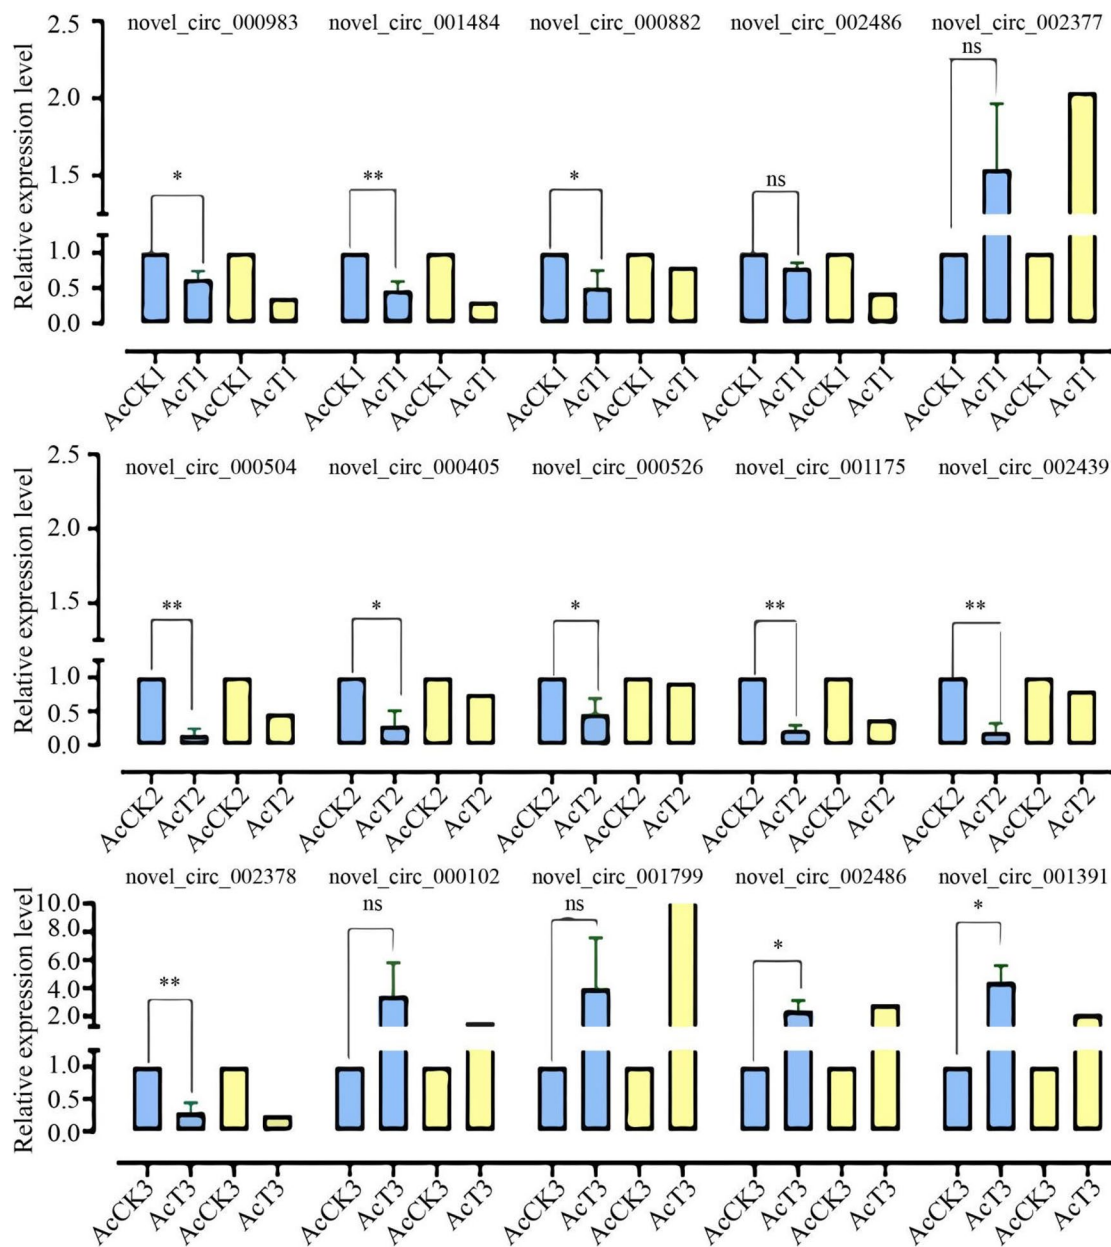 novel_circ_000983 novel_circ_001484 novel_circ_000882 novel_circ_002486 novel_circ_002377
Relative expression level
2.5
2.0
1.5
1.0
0.5
0.0
* ** * ns ns
AcCK1 AcT1 AcCK1 AcT1 AcCK1 AcT1 AcCK1 AcT1 AcCK1 AcT1 AcCK1 AcT1 AcCK1 AcT1 AcCK1 AcT1 AcCK1 AcT1 AcCK1 AcT1
novel_circ_000504 novel_circ_000405 novel_circ_000526 novel_circ_001175 novel_circ_002439
Relative expression level
2.5
2.0
1.5
1.0
0.5
0.0
** * * ** **
AcCK2 AcT2 AcCK2 AcT2 AcCK2 AcT2 AcCK2 AcT2 AcCK2 AcT2 AcCK2 AcT2 AcCK2 AcT2 AcCK2 AcT2 AcCK2 AcT2 AcCK2 AcT2
novel_circ_002378 novel_circ_000102 novel_circ_001799 novel_circ_002486 novel_circ_001391
Relative expression level
10.0
8.0
6.0
4.0
2.0
1.0
0.5
0.0
** ns ns * *
AcCK3 AcT3 AcCK3 AcT3 AcCK3 AcT3 AcCK3 AcT3 AcCK3 AcT3 AcCK3 AcT3 AcCK3 AcT3 AcCK3 AcT3 AcCK3 AcT3 AcCK3 AcT3